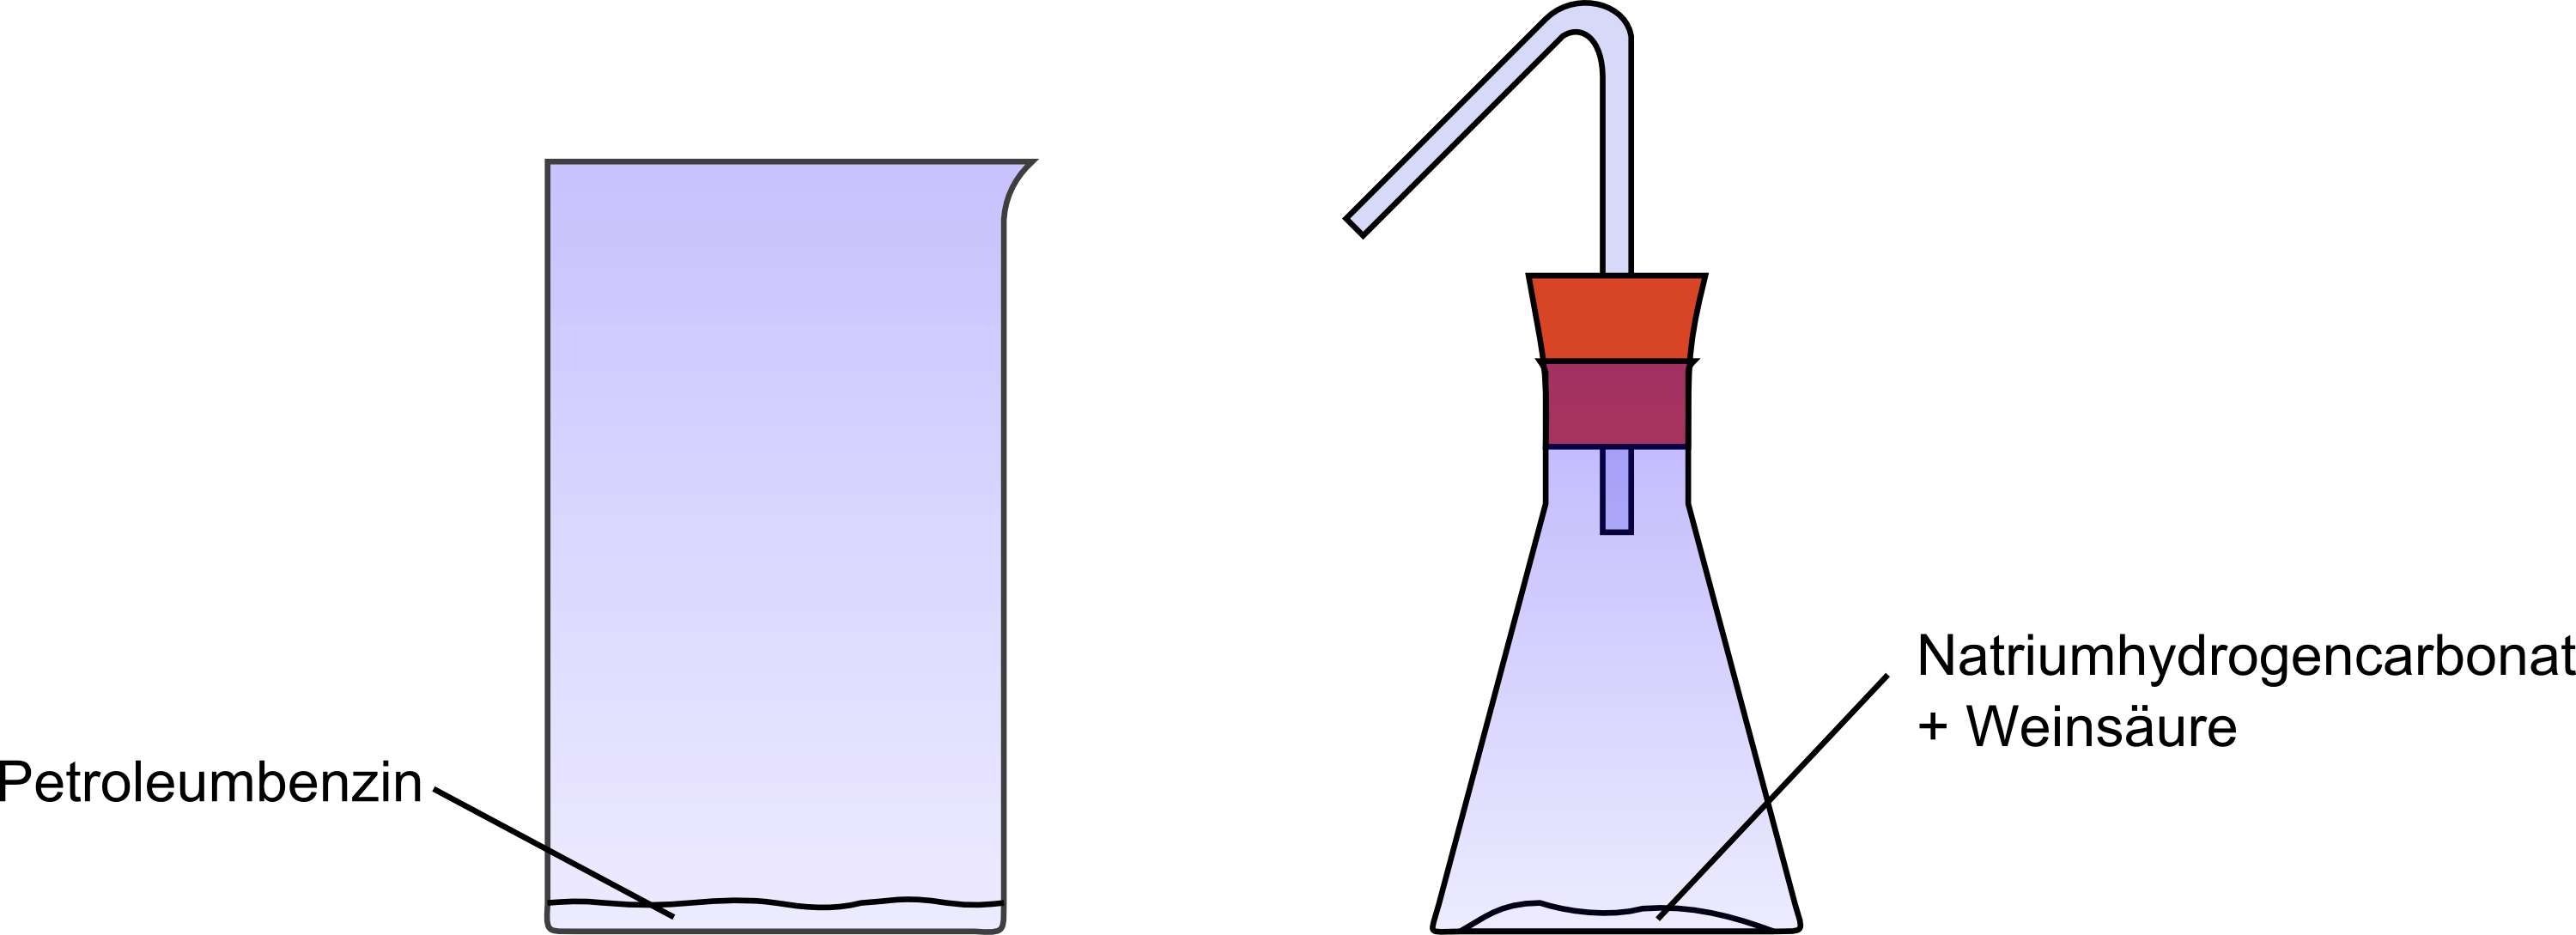 Petroleumbenzin
Natriumhydrogencarbonat
+ Weinsäure